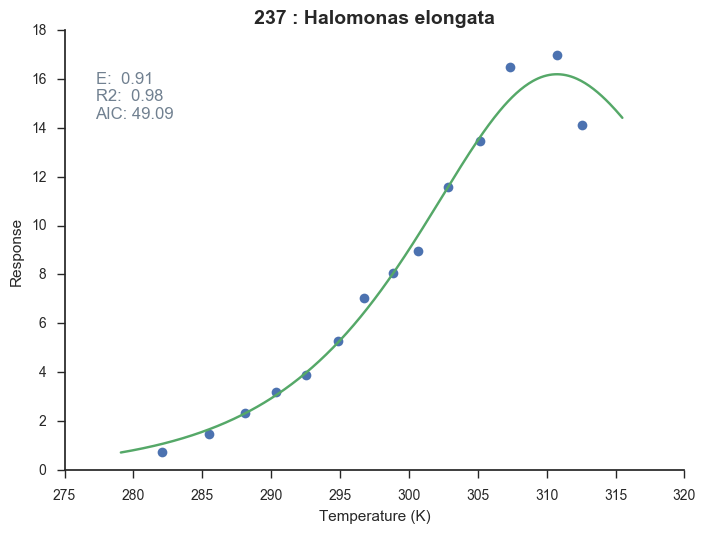 237 : Halomonas elongata
E: 0.91
R2: 0.98
AIC: 49.09
Response
18
16
14
12
10
8
6
4
2
0
275 280 285 290 295 300 305 310 315 320
Temperature (K)